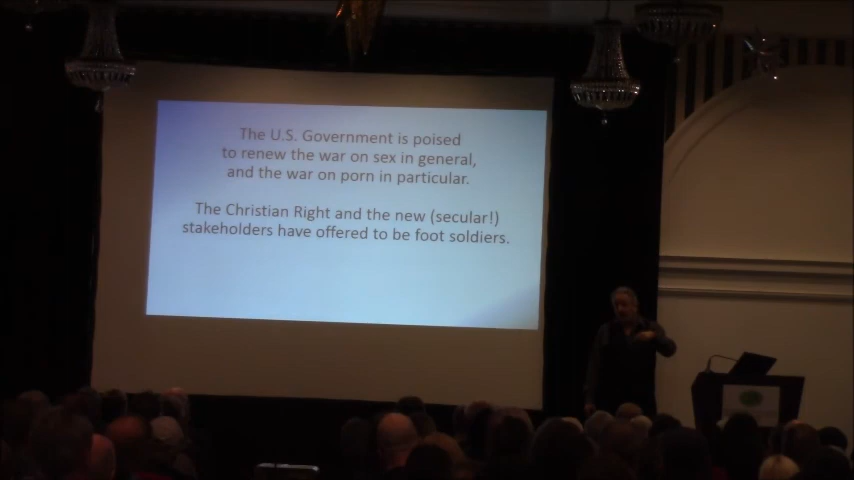 The U.S. Government is poised
to renew the war on sex in general,
and the war on porn in particular.
The Christian Right and the new (secular!)
stakeholders have offered to be foot soldiers.